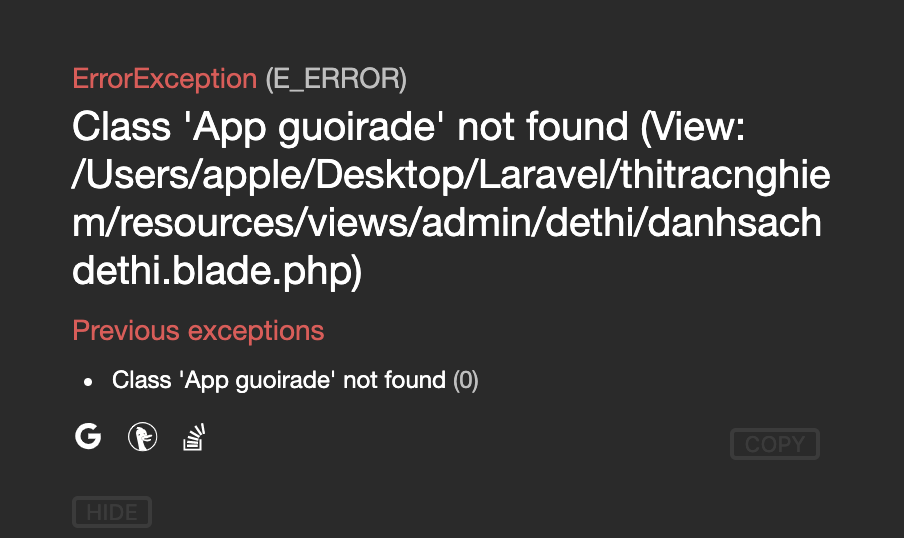 ErrorException (E_ERROR)
Class 'App guoirade' not found (View:
/Users/apple/Desktop/Laravel/thitracnghie
m/resources/views/admin/dethi/danhsach
dethi.blade.php)
Previous exceptions
• Class 'App guoirade' not found (0)
COPY
HIDE